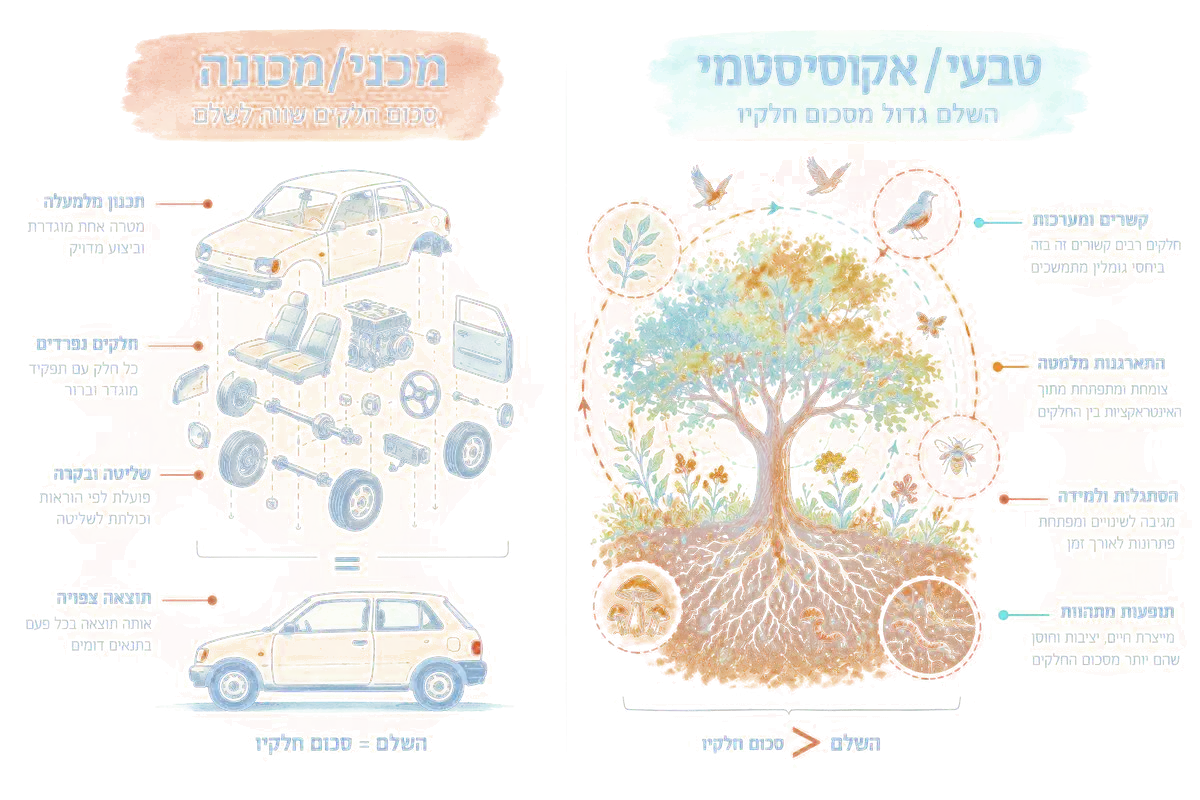 טבעי/אקוסיסטמי
השלם גדול מסכום חלקיו
קשרים ומערכות
חלקים רבים קשורים זה בזה
ביחסי גומלין מתמשכים
התארגנות מלמטה
צומחת ומתפתחת מתוך
האינטראקציות בין החלקים
הסתגלות ולמידה
מגיבה לשינויים ומפתחת
פתרונות לאורך זמן
תופעות מתהוות
מייצרת חיים, יציבות וחוסן
שהם יותר מסכום החלקים
השלם > סכום חלקיו
מכני/מכונה
סכום חלקים שווה לשלם
תכנון מלמעלה
מטרה אחת מוגדרת
וביצוע מדויק
חלקים נפרדים
כל חלק עם תפקיד
מוגדר וברור
שליטה ובקרה
פועלת לפי הוראות
וכולתת לשליטה
תוצאה צפויה
אותה תוצאה בכל פעם
בתנאים דומים
=
השלם = סכום חלקיו